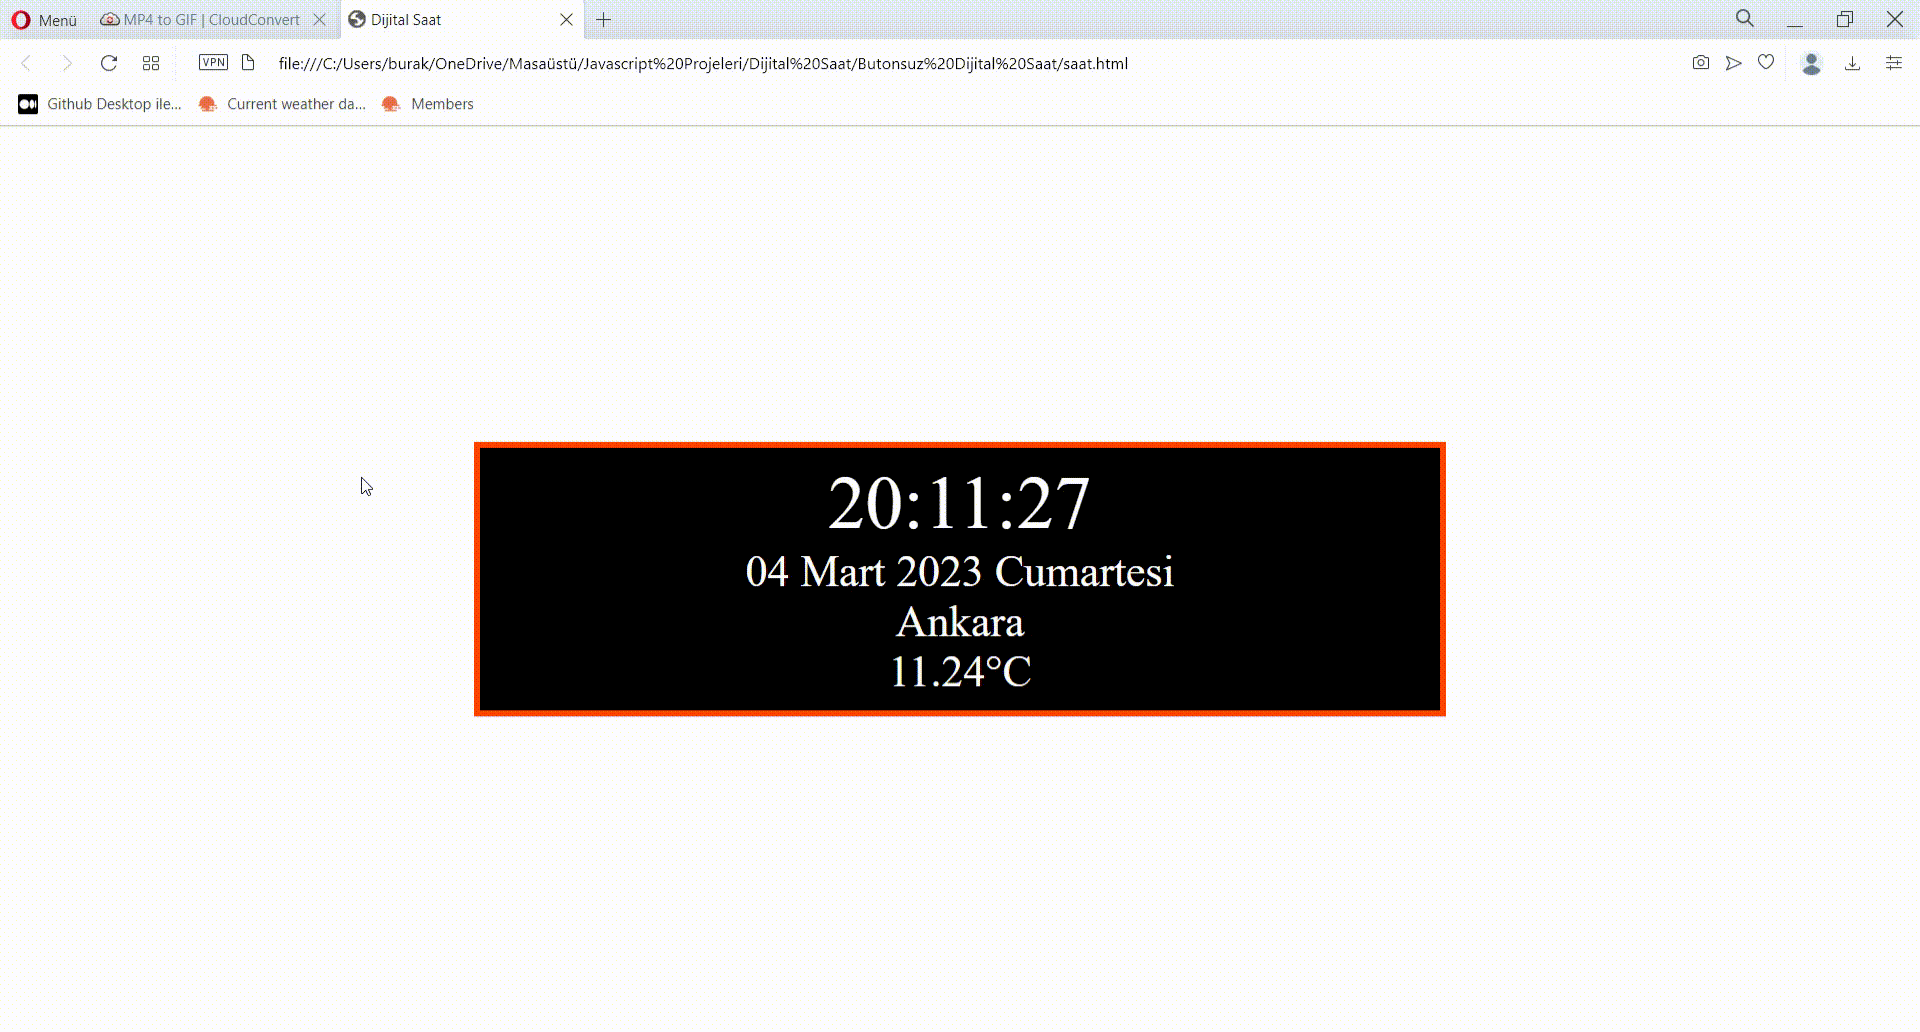 Menü
MP4 to GIF | CloudConvert
Dijital Saat
VPN
file:///C:/Users/burak/OneDrive/Masaüstü/Javascript%20Projeleri/Dijital%20Saat/Butonsuz%20Dijital%20Saat/saat.html
Github Desktop ile...
Current weather da...
Members
20:11:27
04 Mart 2023 Cumartesi
Ankara
11.24°C